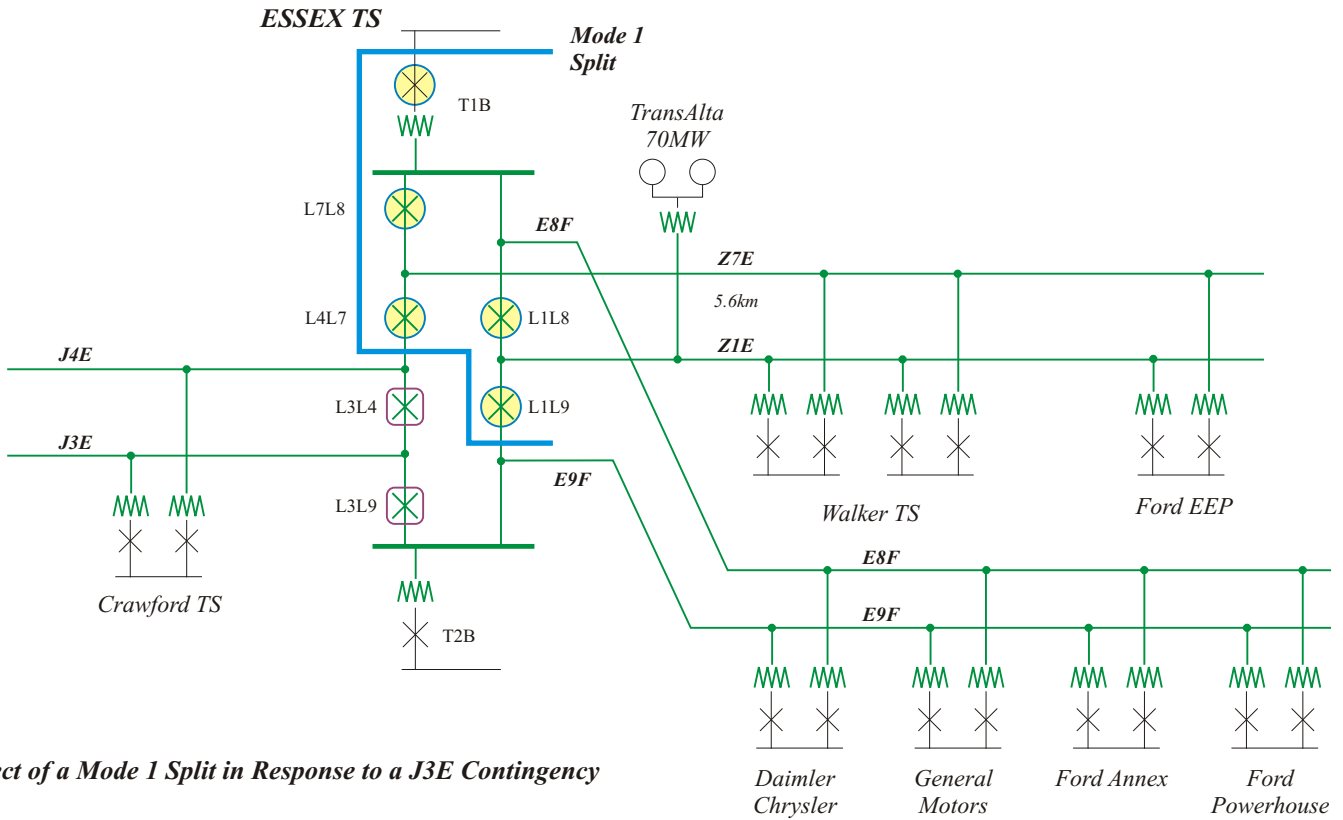 ESSEX TS
Mode 1
Split
T1B
TransAlta
70MW
L7L8
E8F
Z7E
5.6km
L4L7
L1L8
Z1E
J4E
L3L4
L1L9
J3E
E9F
L3L9
Walker TS
Ford EEP
Crawford TS
E8F
T2B
E9F
ct of a Mode 1 Split in Response to a J3E Contingency
Daimler
Chrysler
General
Motors
Ford Annex
Ford
Powerhouse